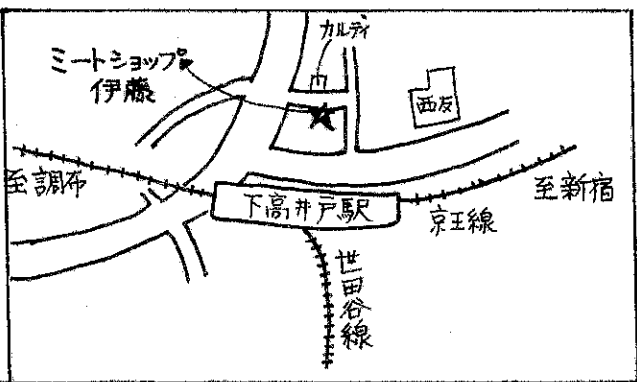 カルディ
ミートショップ
伊藤
西友
至調布
下高井戸駅
至新宿
京王線
世田谷線